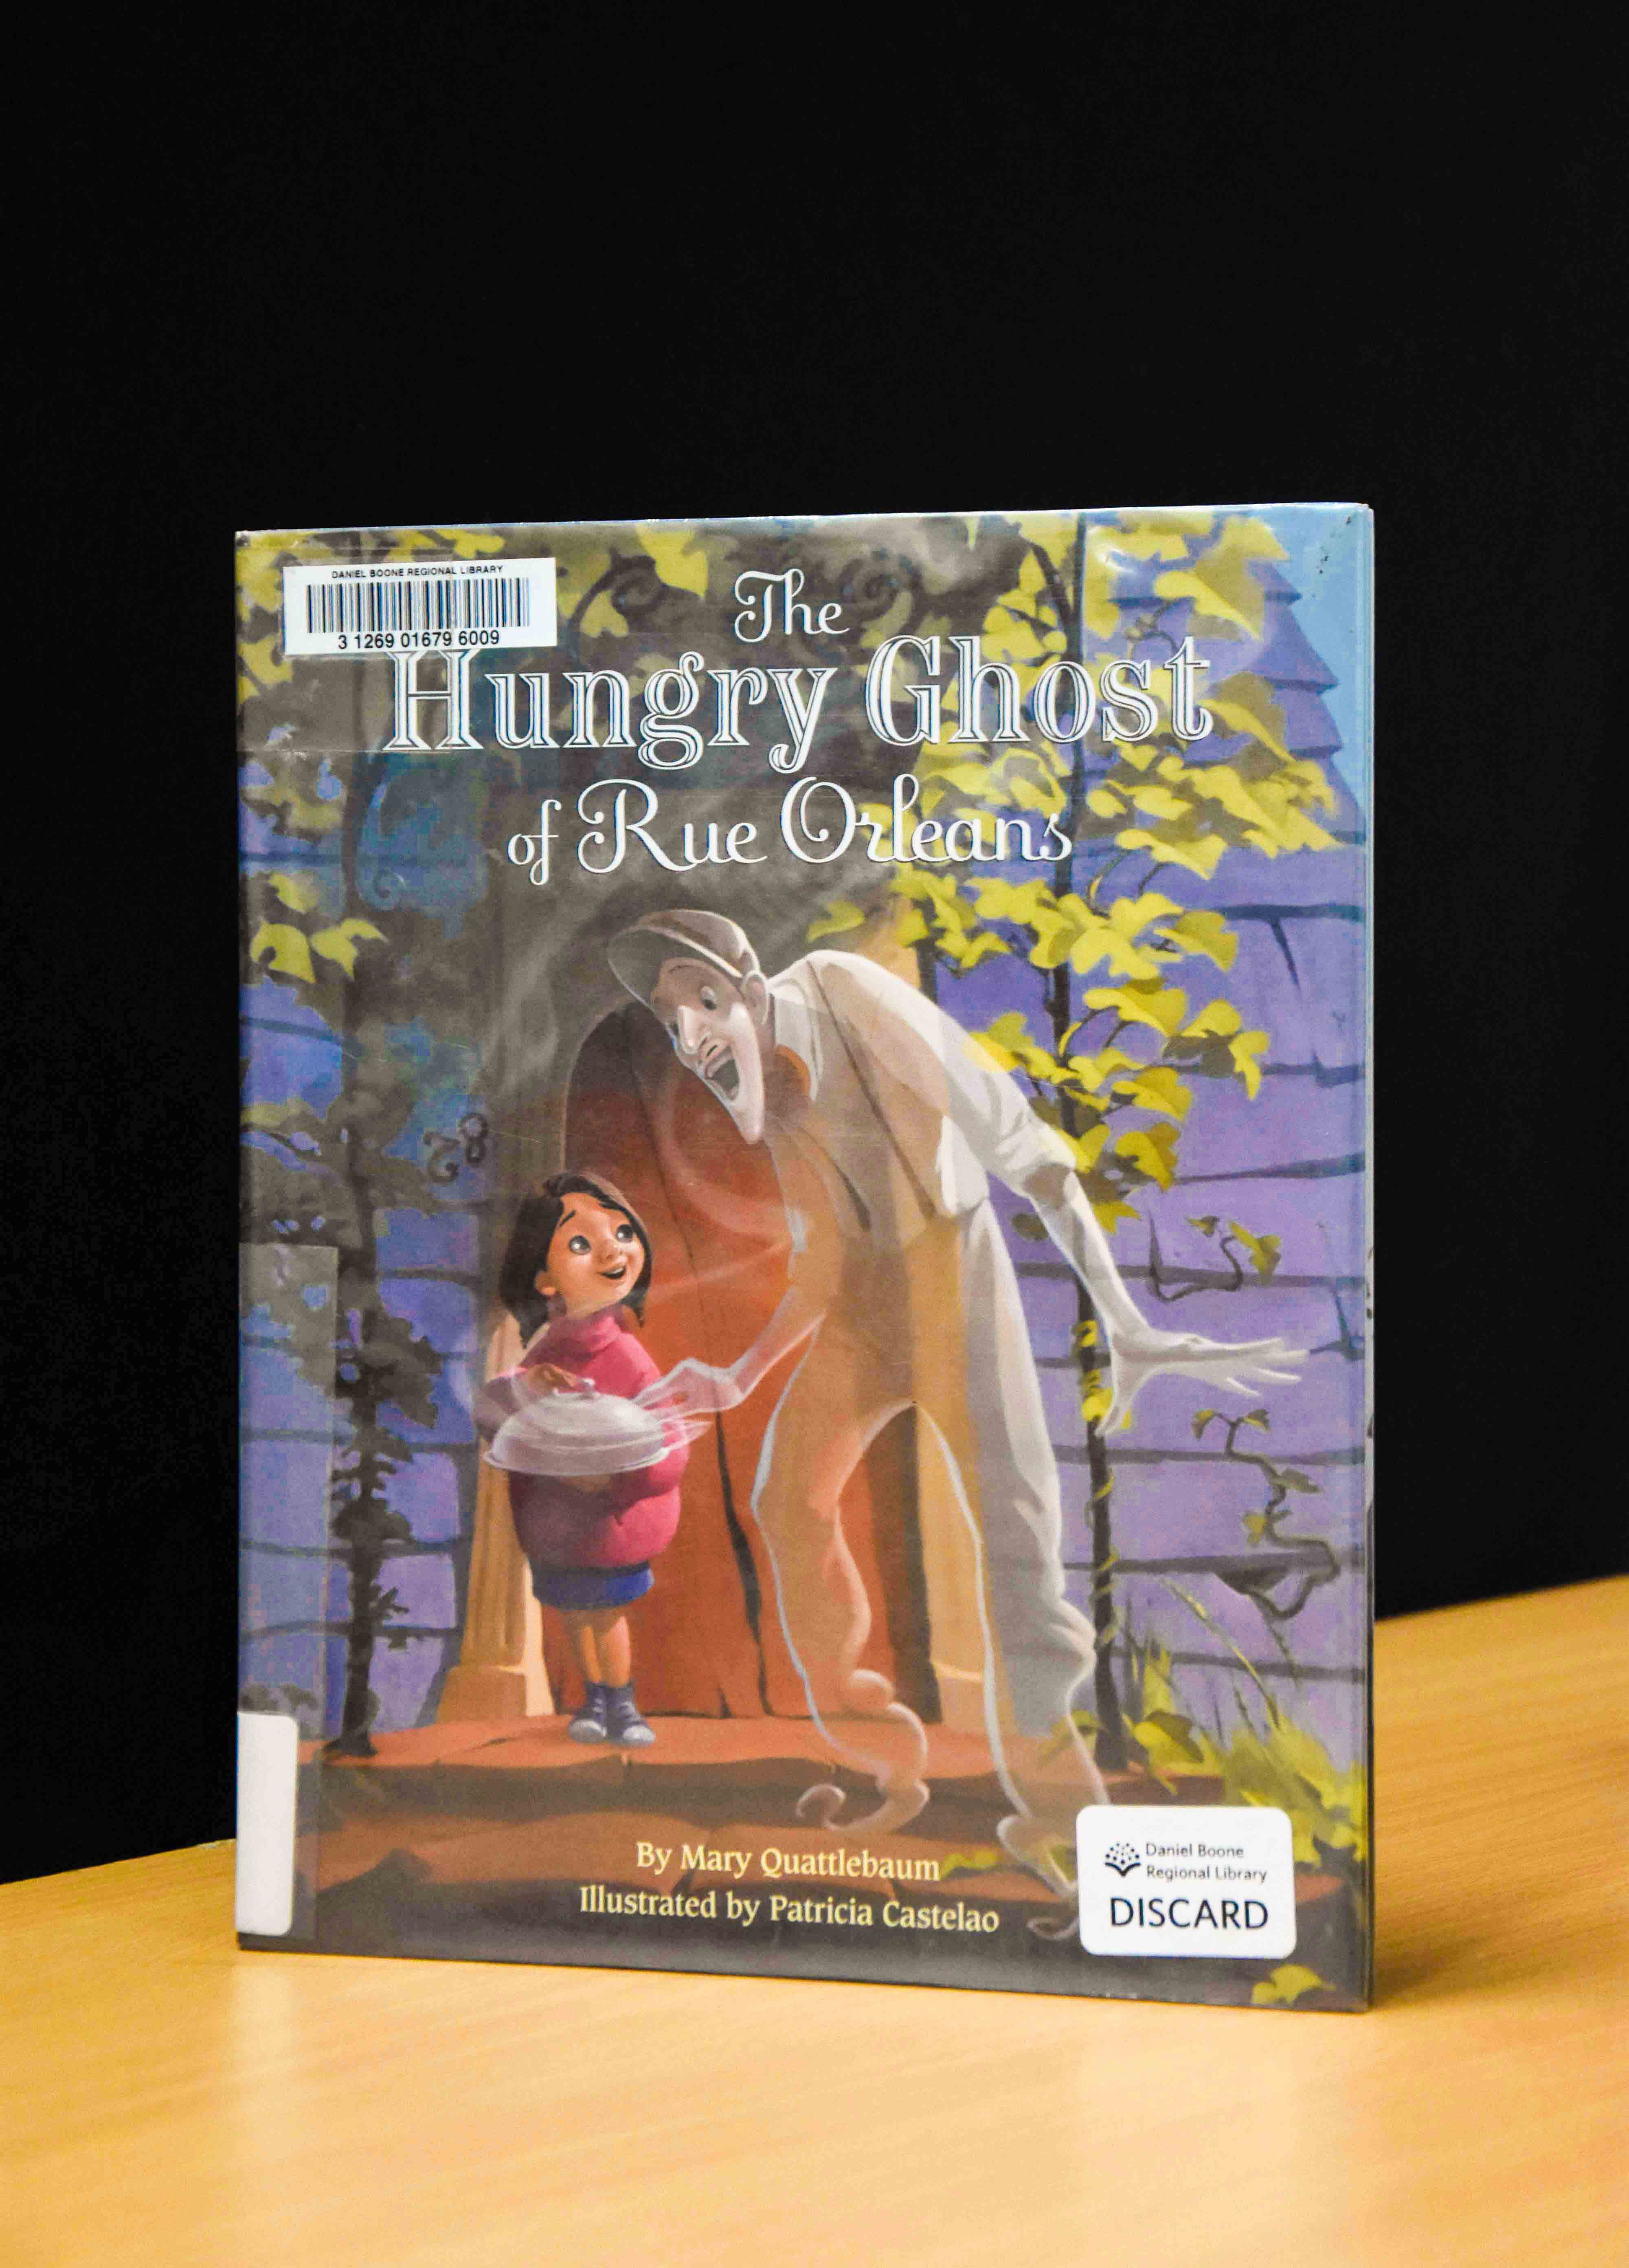 DANIEL BOONE REGIONAL LIBRARY
3 1269 01679 6009
The
Hungry Ghost
of Rue Orleans
28
By Mary Quattlebaum
Illustrated by Patricia Castelao
Daniel Boone
Regional Library
DISCARD